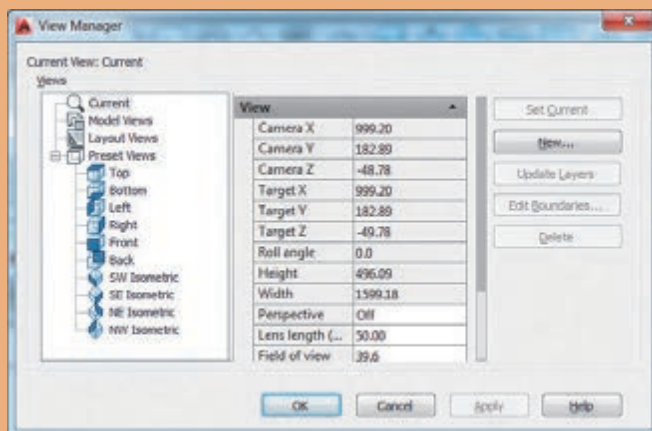 View Manager
Current View: Current
Views
Current
Model Views
Layout Views
Preset Views
Top
Bottom
Left
Right
Front
Back
SW Isometric
SE Isometric
NE Isometric
NW Isometric
View
Camera X 999.20
Camera Y 182.89
Camera Z -48.78
Target X 999.20
Target Y 182.89
Target Z -49.78
Roll angle 0.0
Height 496.09
Width 1599.18
Perspective Off
Lens length (... 50.00
Field of view 39.6
Set Current
New...
Update Layers
Edit Boundaries...
Delete
OK Cancel Apply Help